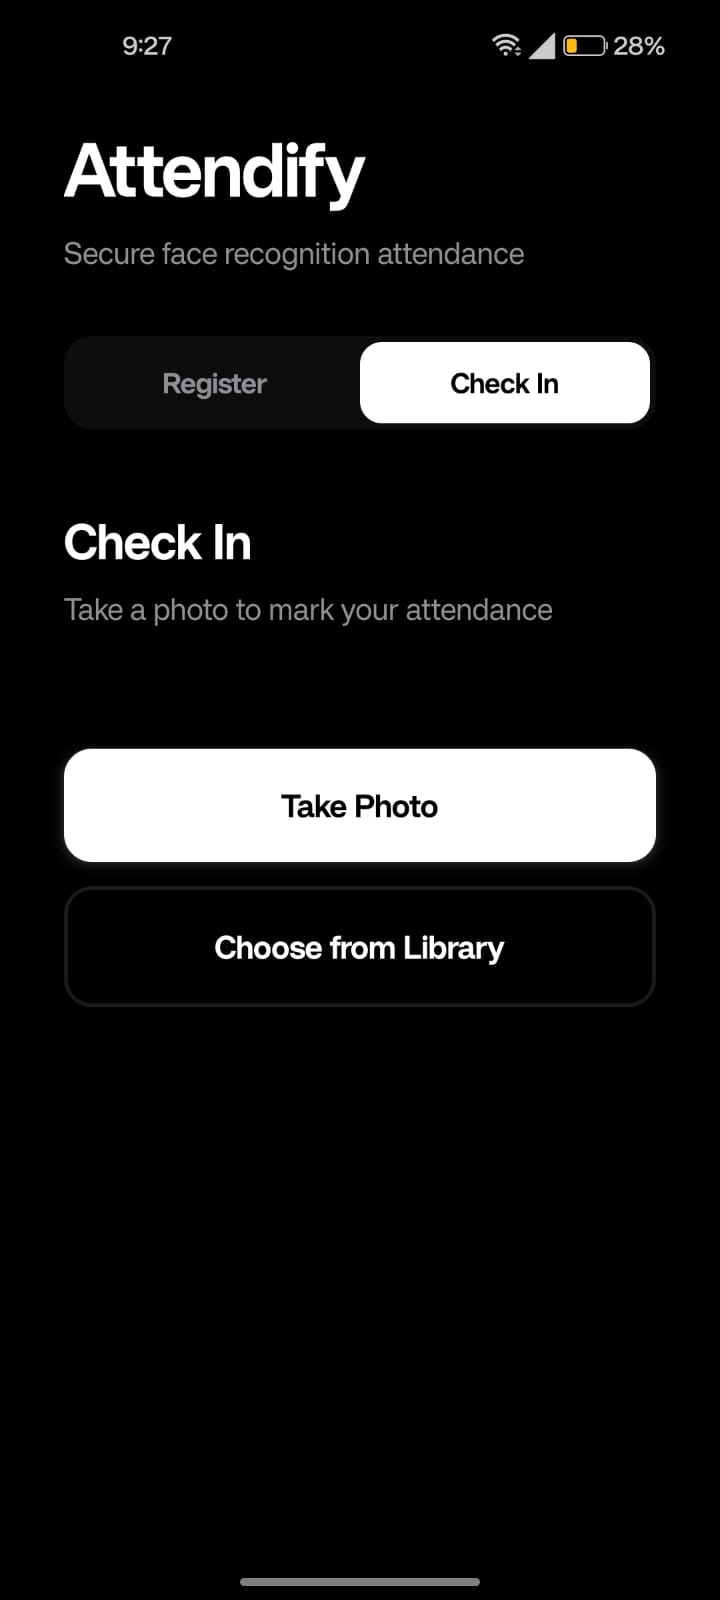 9:27 28%
Attendify
Secure face recognition attendance
Register Check In
Check In
Take a photo to mark your attendance
Take Photo
Choose from Library